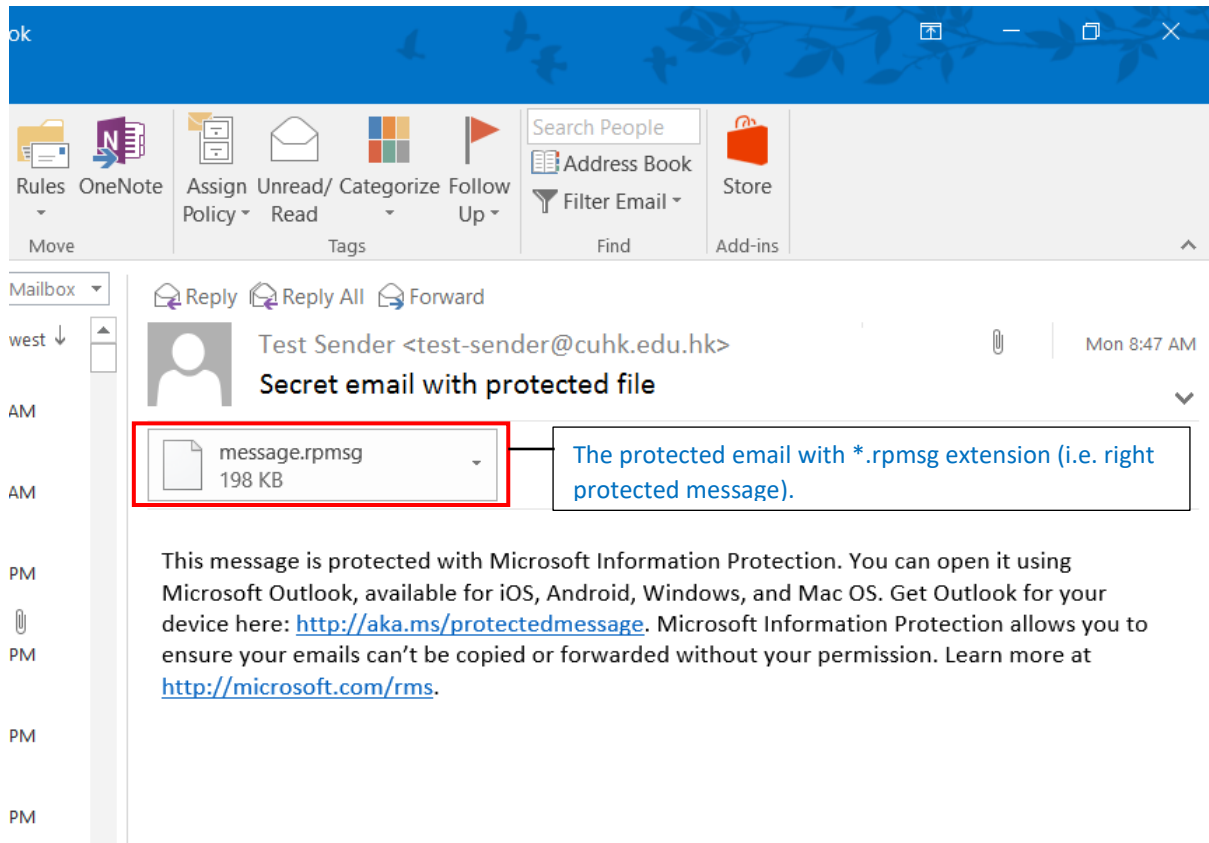 ok
Search People
Address Book
Filter Email
Rules OneNote Assign Unread/ Categorize Follow Store
Policy Read Up
Move Tags Find Add-ins
Mailbox
Reply Reply All Forward
west ↓
Test Sender <test-sender@cuhk.edu.hk> Mon 8:47 AM
Secret email with protected file
AM
message.rpmsg
198 KB
The protected email with *.rpmsg extension (i.e. right
protected message).
AM
This message is protected with Microsoft Information Protection. You can open it using
Microsoft Outlook, available for iOS, Android, Windows, and Mac OS. Get Outlook for your
device here: http://aka.ms/protectedmessage. Microsoft Information Protection allows you to
ensure your emails can’t be copied or forwarded without your permission. Learn more at
http://microsoft.com/rms.
PM
PM
PM
PM